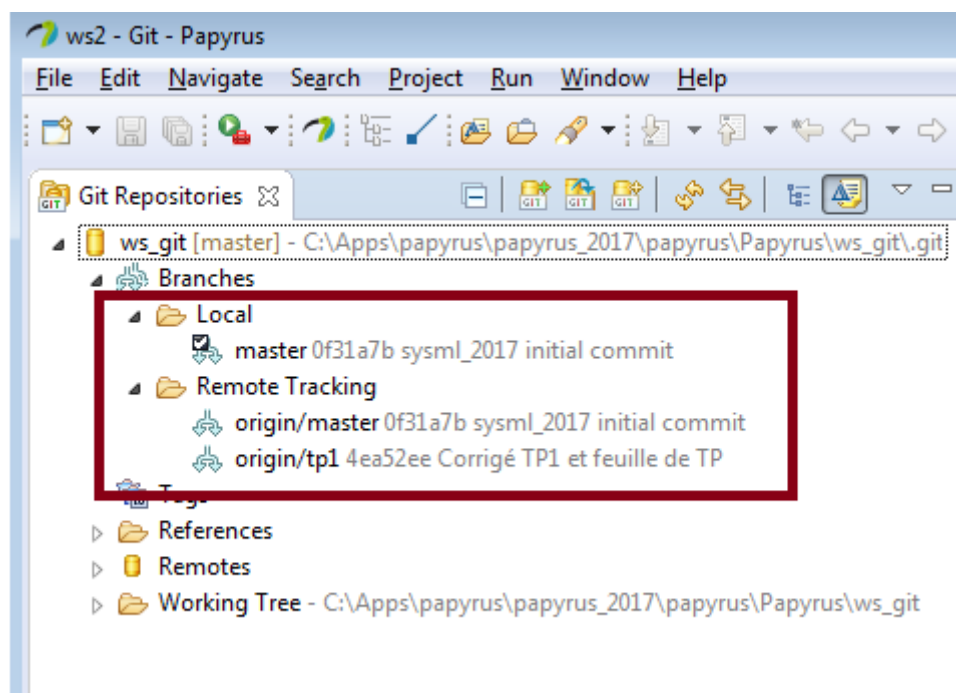 ws2 - Git - Papyrus
File Edit Navigate Search Project Run Window Help
Git Repositories
ws_git [master] - C:\Apps\papyrus\papyrus_2017\papyrus\Papyrus\ws_git\.git
Branches
Local
master 0f31a7b sysml_2017 initial commit
Remote Tracking
origin/master 0f31a7b sysml_2017 initial commit
origin/tp1 4ea52ee Corrigé TP1 et feuille de TP
Tags
References
Remotes
Working Tree - C:\Apps\papyrus\papyrus_2017\papyrus\Papyrus\ws_git